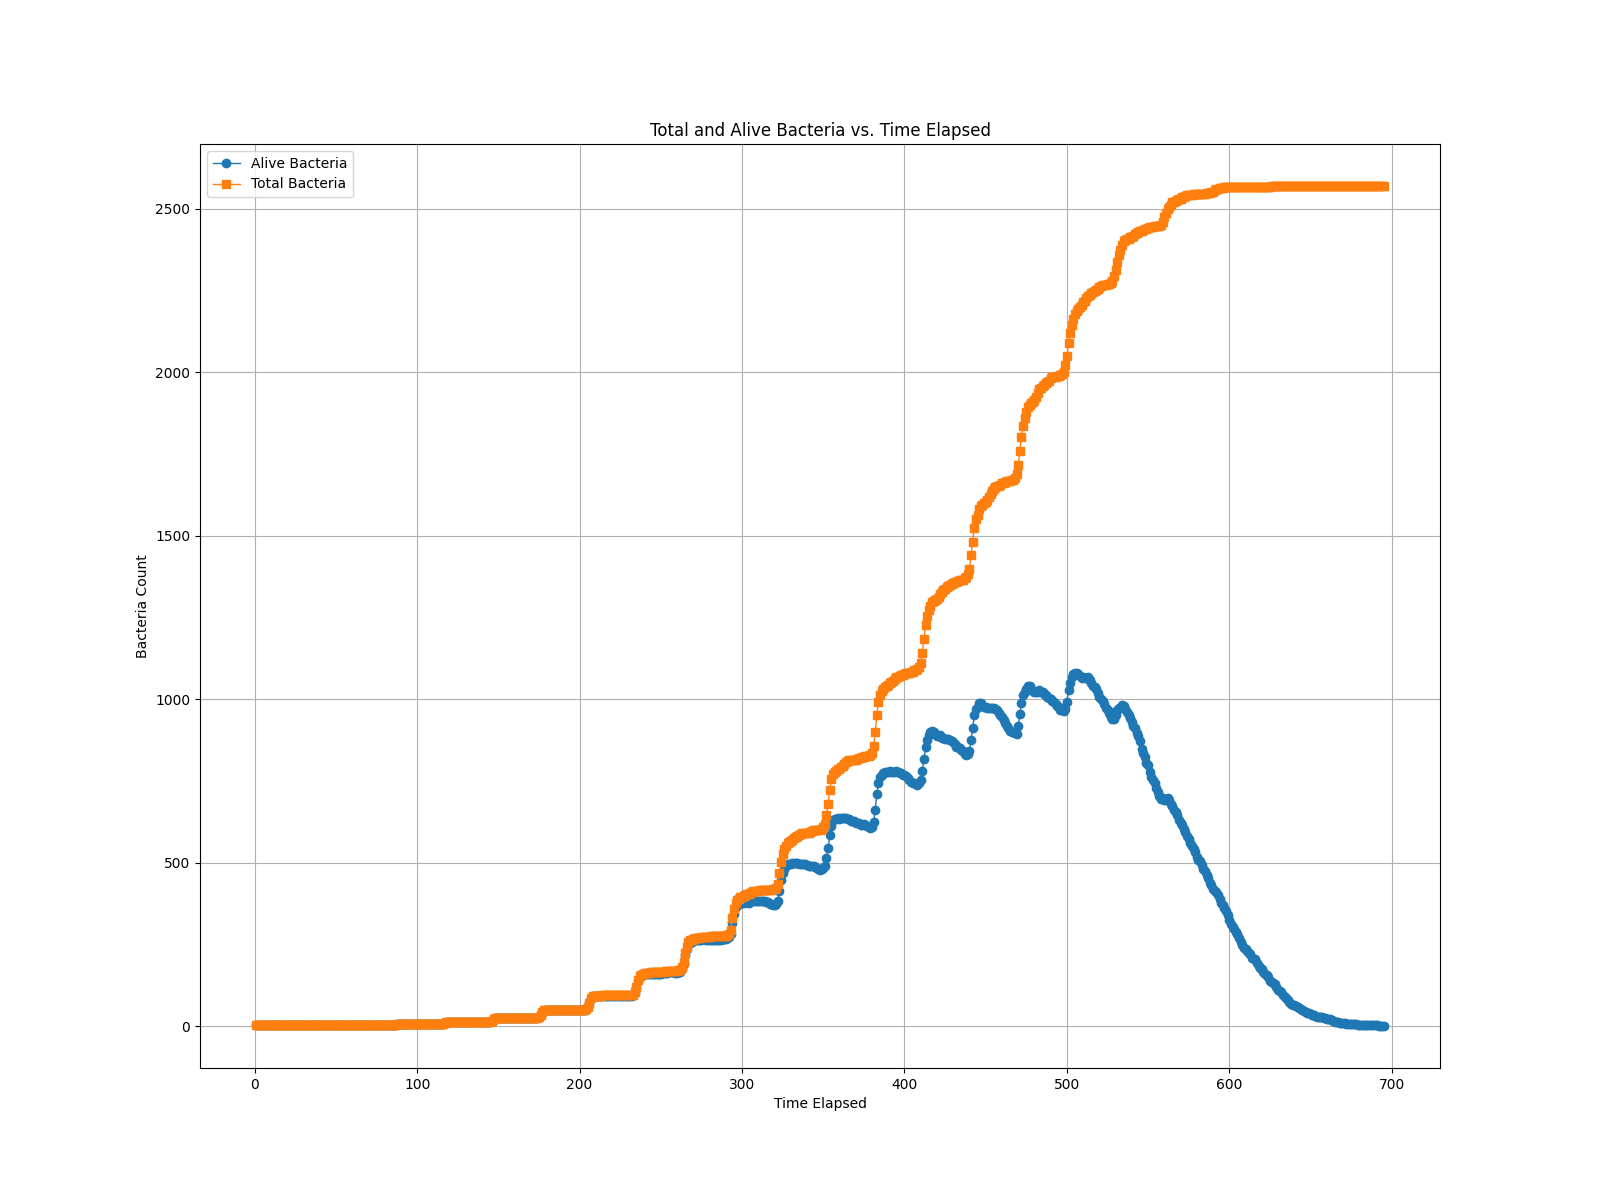 Total and Alive Bacteria vs. Time Elapsed
Alive Bacteria
Total Bacteria
2500
2000
1500
1000
500
0
Bacteria Count
0 100 200 300 400 500 600 700
Time Elapsed